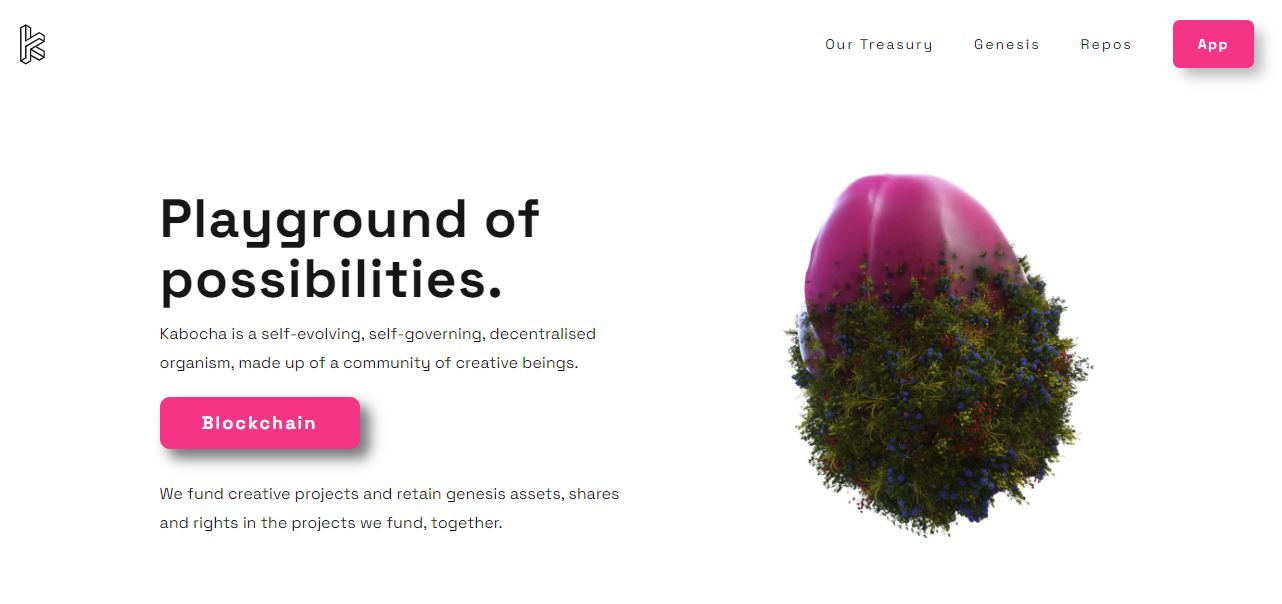 Our Treasury
Genesis
Repos
App
Playground of
possibilities.
Kabocha is a self-evolving, self-governing, decentralised
organism, made up of a community of creative beings.
Blockchain
We fund creative projects and retain genesis assets, shares
and rights in the projects we fund, together.